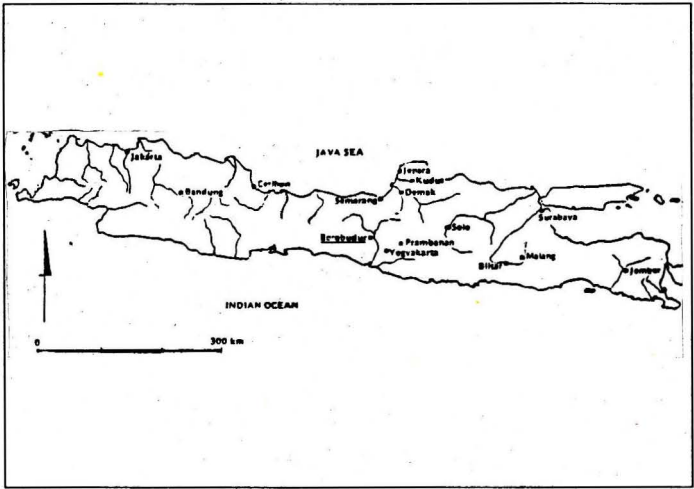 JAVA SEA
Jakarta
Jepara
Kudus
Bandung
Demak
Semarang
Surabaya
Solo
Borobudur
Prambanan
Yogyakarta
Malang
Blitar
Jember
INDIAN OCEAN
0
300 km